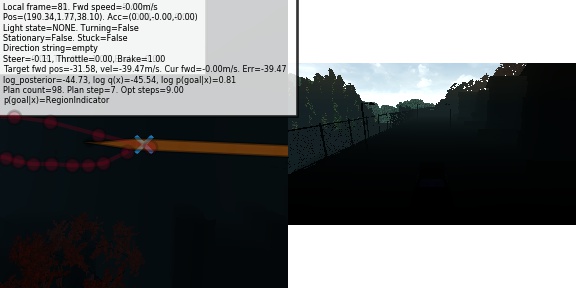 Local frame=81. Fwd speed=-0.00m/s
Pos=(190.34,1.77,38.10). Acc=(0.00,-0.00,-0.00)
Light state=NONE. Turning=False
Stationary=False. Stuck=False
Direction string=empty
Steer=-0.11, Throttle=0.00, Brake=1.00
Target fwd pos=-31.58, vel=-39.47m/s. Cur fwd=-0.00m/s. Err=-39.47
log_posterior=-44.73, log q(x)=-45.54, log p(goal|x)=0.81
Plan count=98. Plan step=7. Opt steps=9.00
p(goal|x)=RegionIndicator